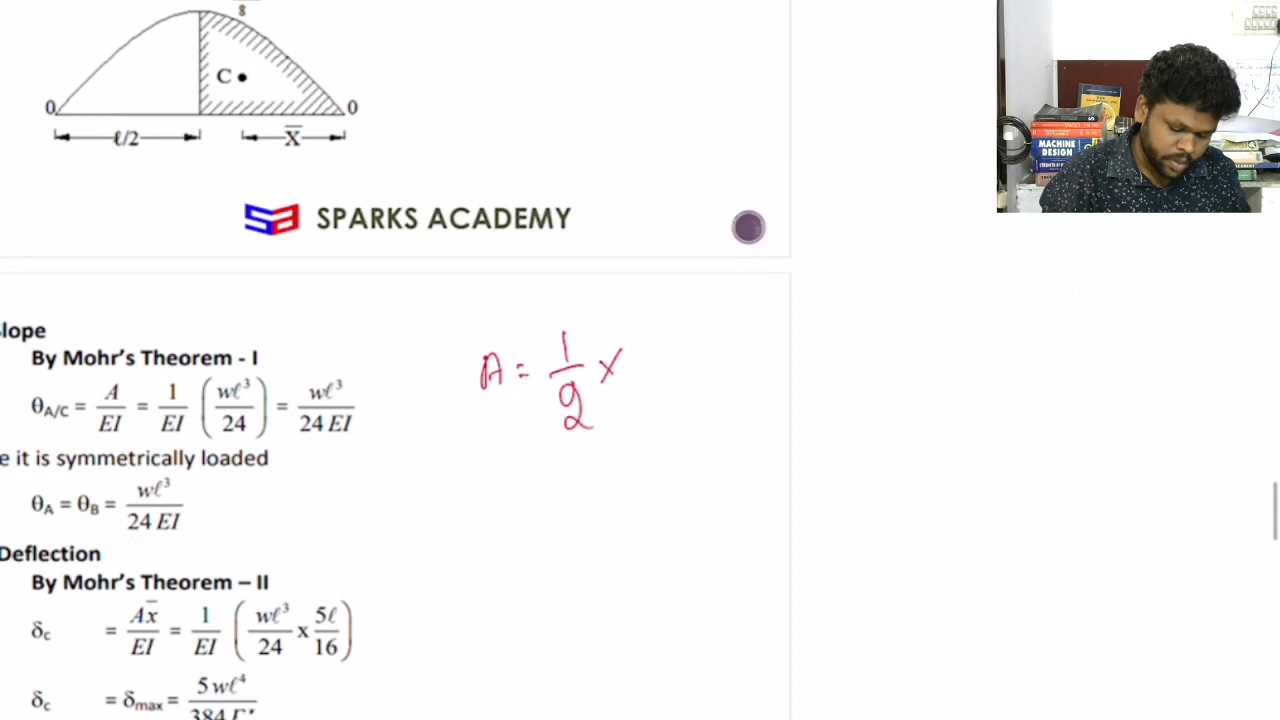 8
C
0 0
ℓ/2 x̄
SPARKS ACADEMY
MACHINE
DESIGN
lope
By Mohr's Theorem - I
θA/C = A/EI = 1/EI (wℓ³/24) = wℓ³/24 EI
A = 1/2 x
e it is symmetrically loaded
θA = θB = wℓ³/24 EI
Deflection
By Mohr's Theorem – II
δc = Ax̄/EI = 1/EI (wℓ³/24 x 5ℓ/16)
δc = δmax = 5wℓ⁴/384